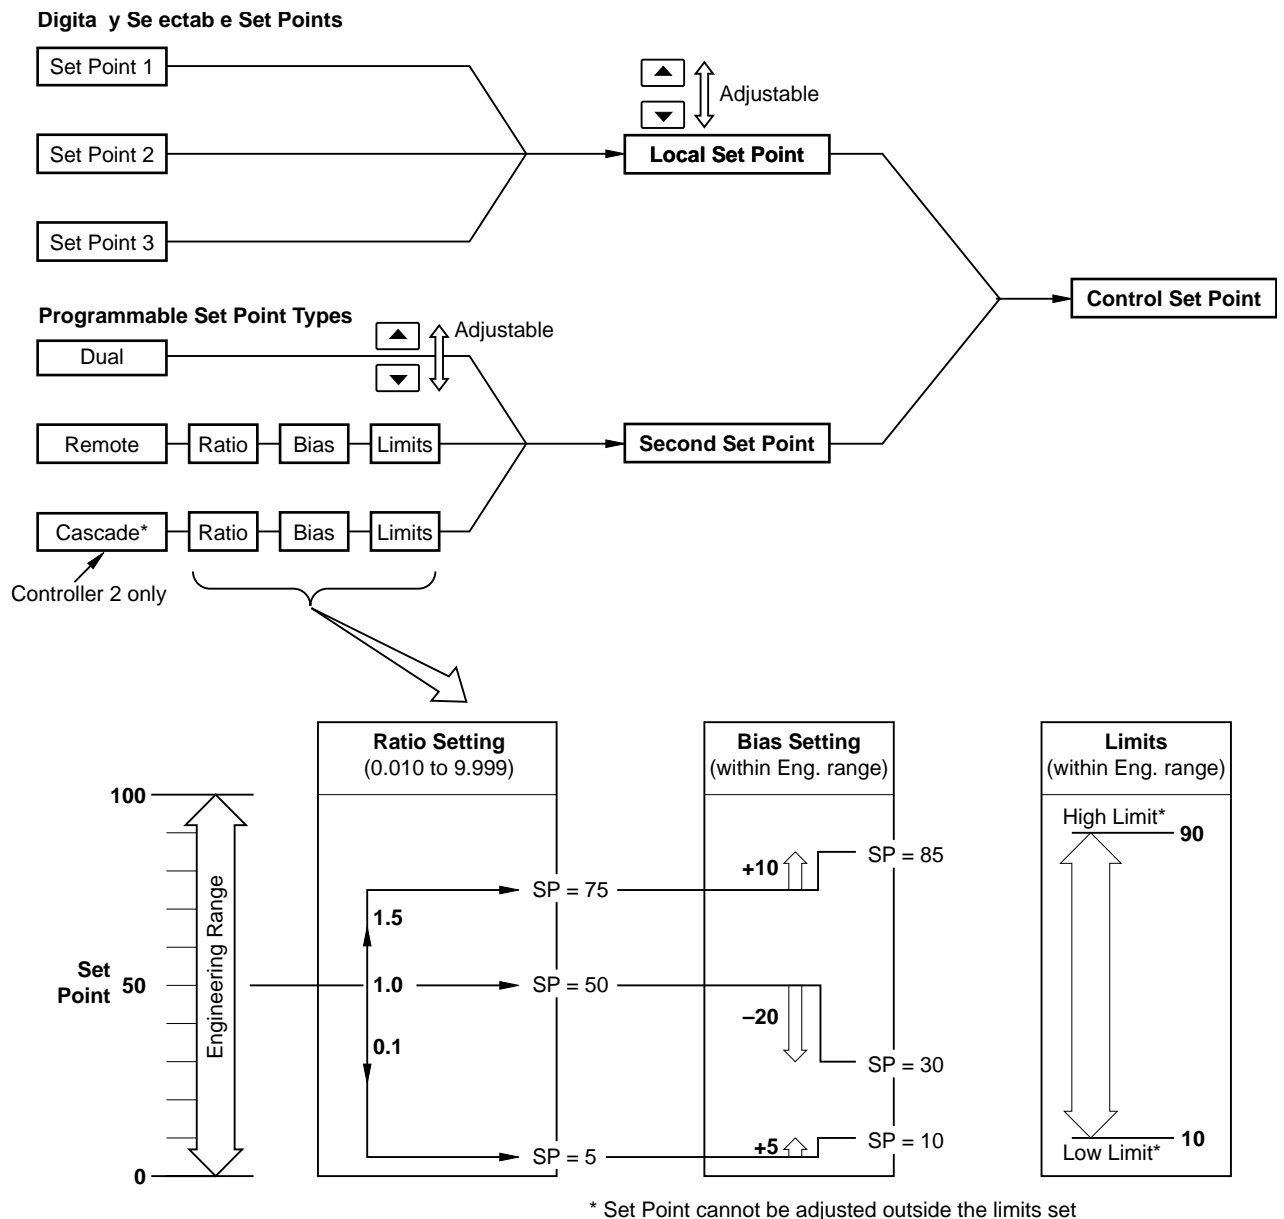 Digita y Se ectab e Set Points
Set Point 1
Adjustable
Set Point 2
Local Set Point
Set Point 3
Control Set Point
Programmable Set Point Types
Adjustable
Dual
Remote
Ratio
Bias
Limits
Second Set Point
Cascade*
Ratio
Bias
Limits
Controller 2 only
Ratio Setting
(0.010 to 9.999)
Bias Setting
(within Eng. range)
Limits
(within Eng. range)
100
High Limit*
90
+10
SP = 85
SP = 75
1.5
Engineering Range
Set
Point
50
1.0
SP = 50
–20
0.1
SP = 30
+5
SP = 10
10
Low Limit*
SP = 5
0
* Set Point cannot be adjusted outside the limits set